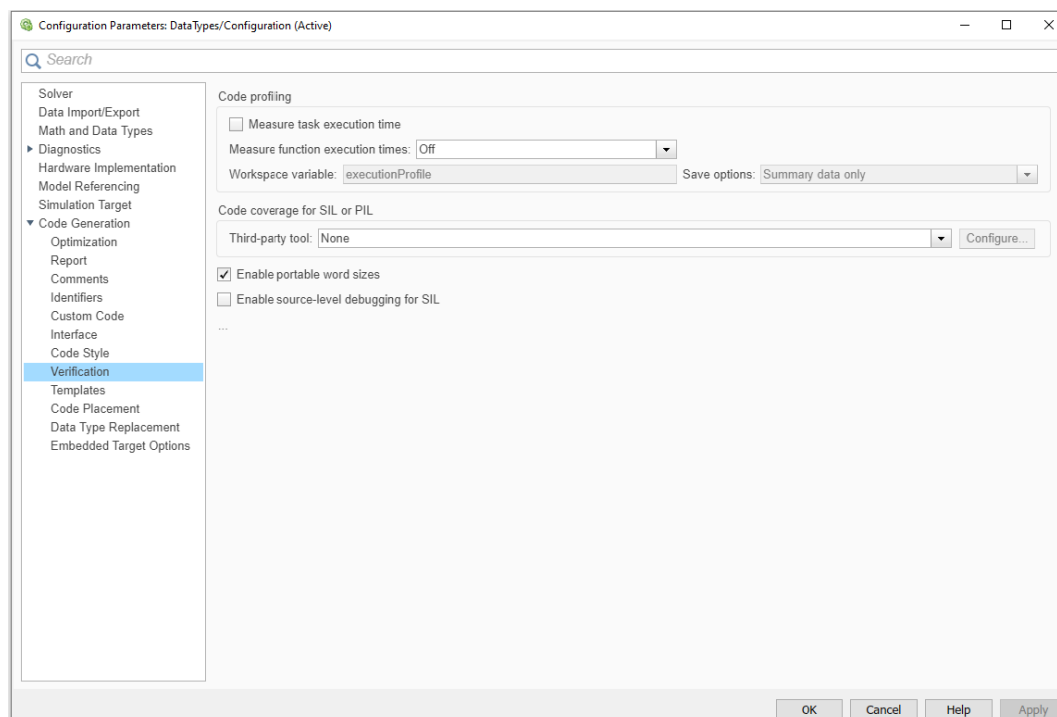 Configuration Parameters: DataTypes/Configuration (Active)
Search
Solver
Data Import/Export
Math and Data Types
Diagnostics
Hardware Implementation
Model Referencing
Simulation Target
Code Generation
Optimization
Report
Comments
Identifiers
Custom Code
Interface
Code Style
Verification
Templates
Code Placement
Data Type Replacement
Embedded Target Options
Code profiling
Measure task execution time
Measure function execution times: Off
Workspace variable: executionProfile Save options: Summary data only
Code coverage for SIL or PIL
Third-party tool: None Configure...
Enable portable word sizes
Enable source-level debugging for SIL
...
OK Cancel Help Apply